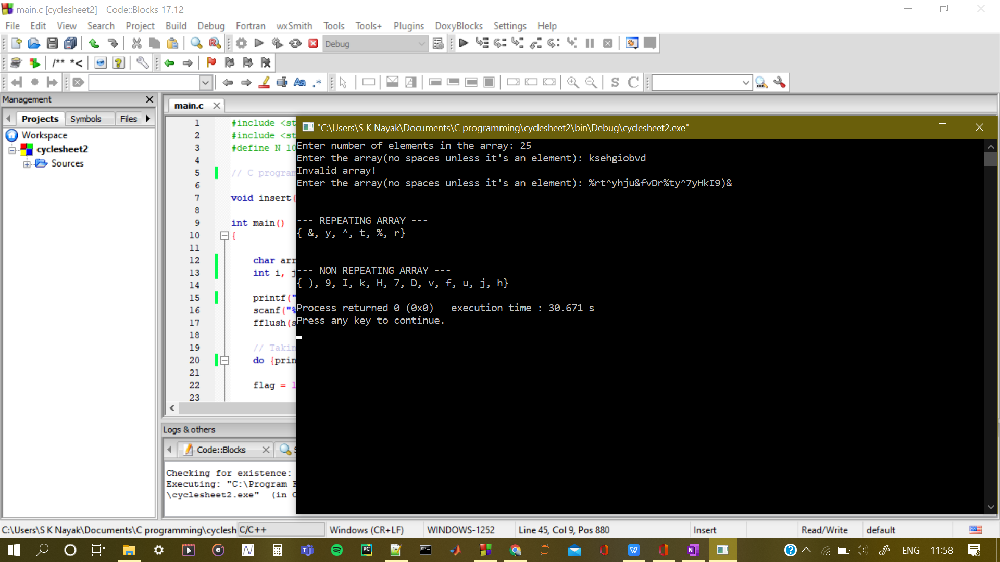 main.c [cyclesheet2] - Code::Blocks 17.12
File Edit View Search Project Build Debug Fortran wxSmith Tools Tools+ Plugins DoxyBlocks Settings Help
Debug
/** *<
S C
Management
Projects Symbols Files
Workspace
cyclesheet2
Sources
main.c
1 #include <st
2 #include <st
3 #define N 10
4
5 // C program
6
7 void insert(
8
9 int main()
10 {
11
12 char arr
13 int i, j
14
15 printf("
16 scanf("%
17 fflush(s
18
19 // Takin
20 do {prin
21
22 flag = 1
23
"C:\Users\S K Nayak\Documents\C programming\cyclesheet2\bin\Debug\cyclesheet2.exe"
Enter number of elements in the array: 25
Enter the array(no spaces unless it's an element): ksehgiobvd
Invalid array!
Enter the array(no spaces unless it's an element): %rt^yhju&fvDr%ty^7yHkI9)&
--- REPEATING ARRAY ---
{ &, y, ^, t, %, r}
--- NON REPEATING ARRAY ---
{ ), 9, I, k, H, 7, D, v, f, u, j, h}
Process returned 0 (0x0)   execution time : 30.671 s
Press any key to continue.
Logs & others
Code::Blocks
Checking for existence:
Executing: "C:\Program
\cyclesheet2.exe"  (in
C:\Users\S K Nayak\Documents\C programming\cyclesh C/C++ Windows (CR+LF) WINDOWS-1252 Line 45, Col 9, Pos 880 Insert Read/Write default
ENG 11:58